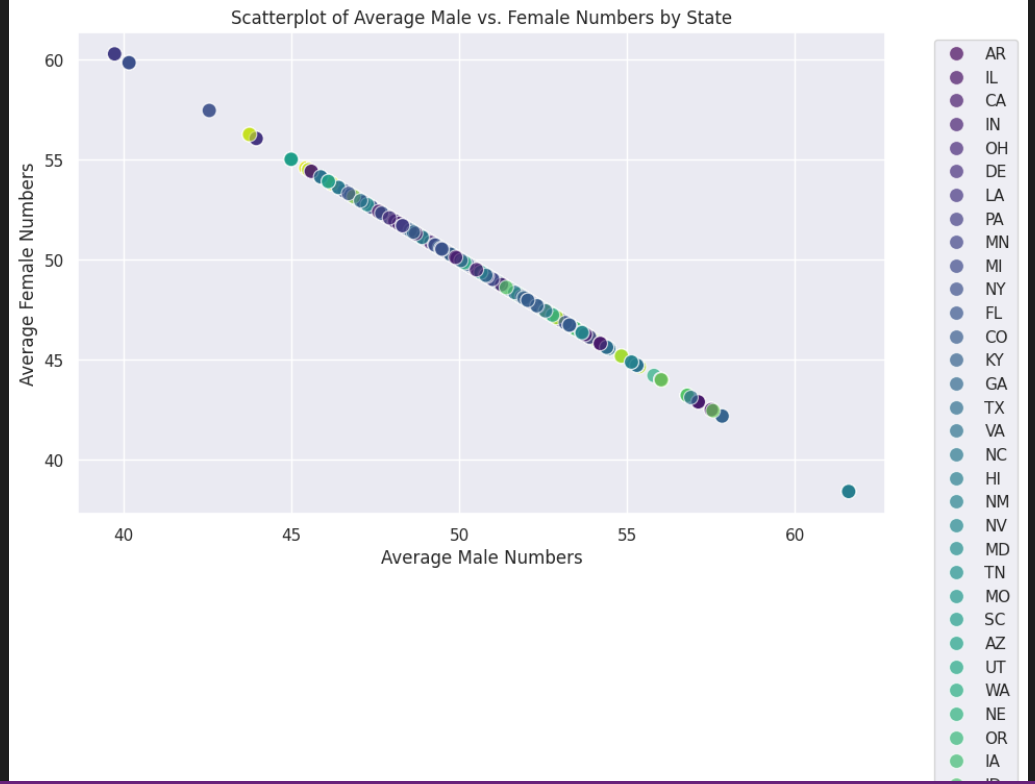 Scatterplot of Average Male vs. Female Numbers by State
Average Female Numbers
60
55
50
45
40
40 45 50 55 60
Average Male Numbers
AR
IL
CA
IN
OH
DE
LA
PA
MN
MI
NY
FL
CO
KY
GA
TX
VA
NC
HI
NM
NV
MD
TN
MO
SC
AZ
UT
WA
NE
OR
IA